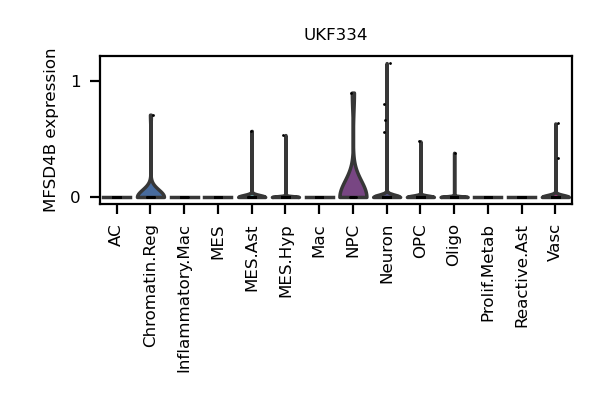 UKF334
MFSD4B expression
1
0
AC
Chromatin.Reg
Inflammatory.Mac
MES
MES.Ast
MES.Hyp
Mac
NPC
Neuron
OPC
Oligo
Prolif.Metab
Reactive.Ast
Vasc